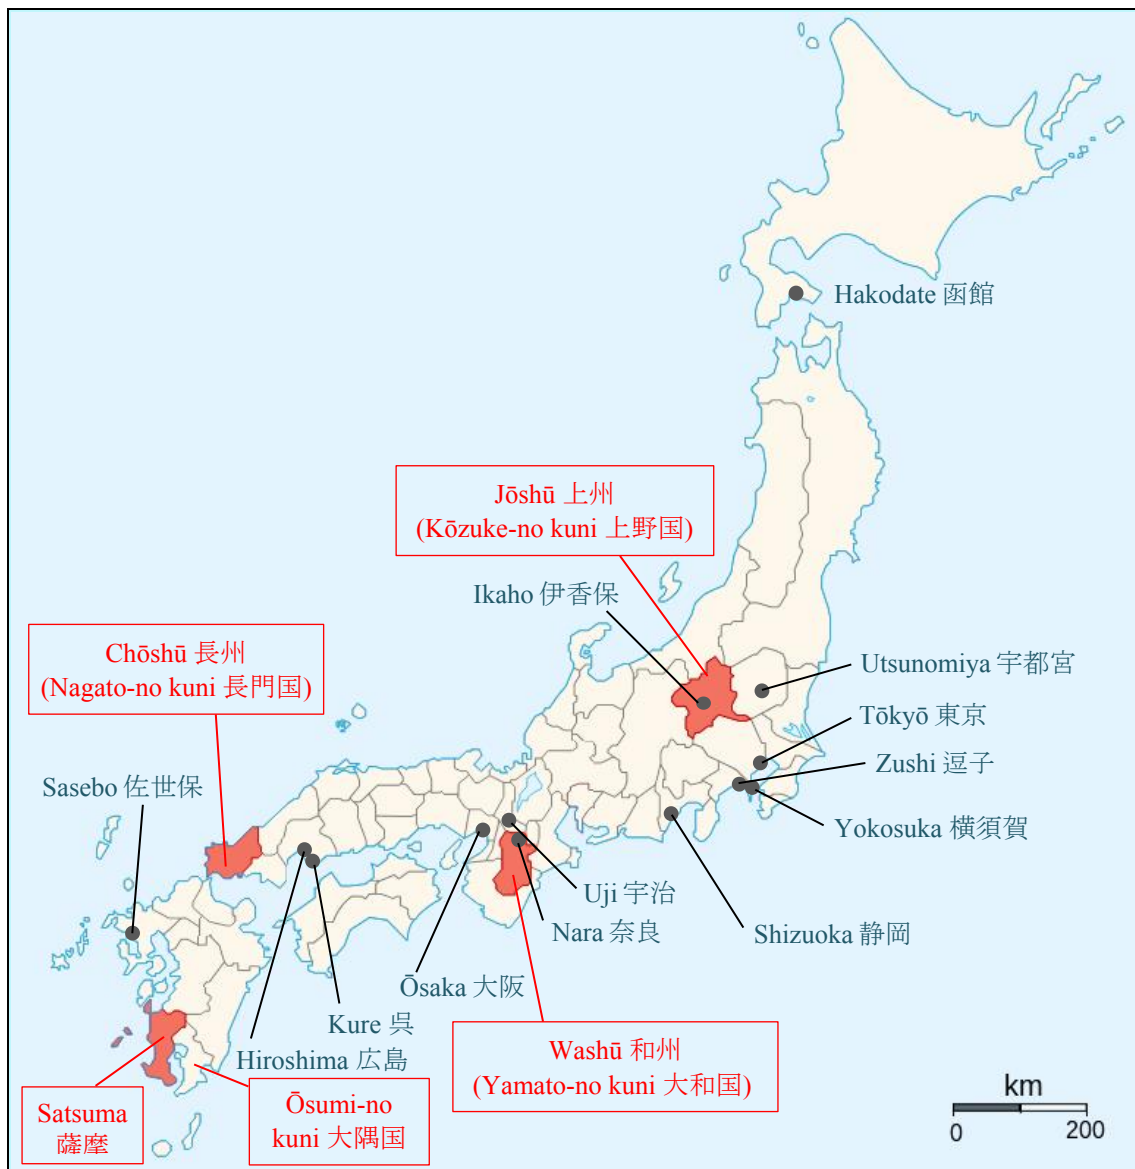 Hakodate 函館
Jōshū 上州
(Kōzuke-no kuni 上野国)
Ikaho 伊香保
Chōshū 長州
(Nagato-no kuni 長門国)
Utsunomiya 宇都宮
Tōkyō 東京
Zushi 逗子
Sasebo 佐世保
Yokosuka 横須賀
Uji 宇治
Nara 奈良
Shizuoka 静岡
Ōsaka 大阪
Kure 呉
Hiroshima 広島
Washū 和州
(Yamato-no kuni 大和国)
Satsuma
薩摩
Ōsumi-no
kuni 大隅国
km
0 200